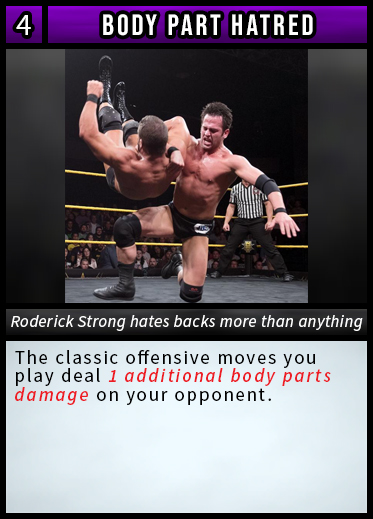 4
BODY PART HATRED
Roderick Strong hates backs more than anything
The classic offensive moves you
play deal 1 additional body parts
damage on your opponent.